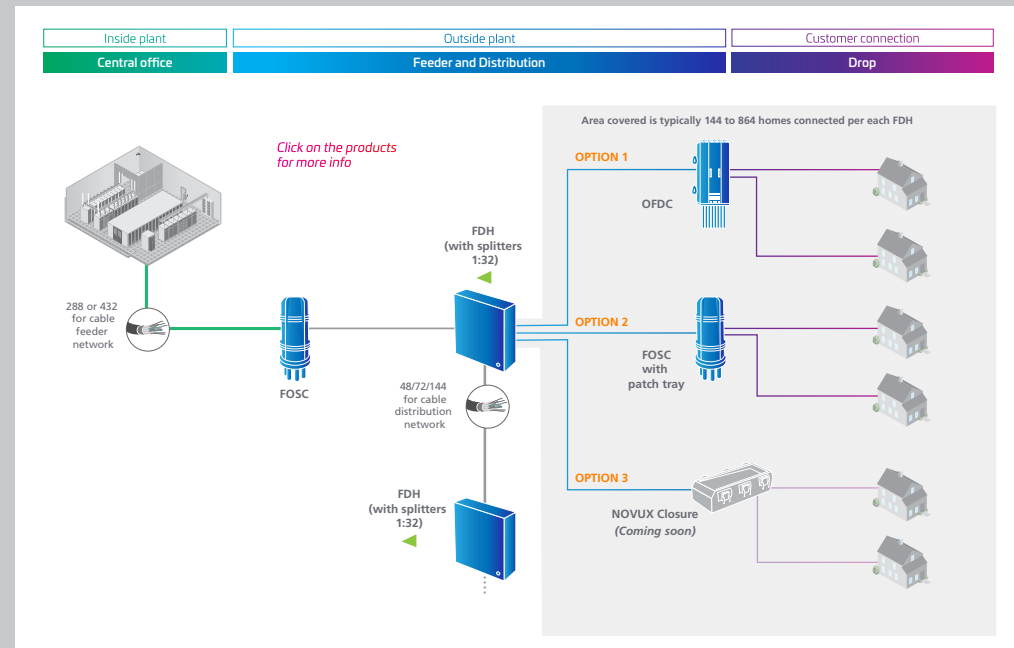 Inside plant
Outside plant
Customer connection
Central office
Feeder and Distribution
Drop
Area covered is typically 144 to 864 homes connected per each FDH
Click on the products
for more info
OPTION 1
OFDC
FDH
(with splitters
1:32)
288 or 432
for cable
feeder
network
FOSC
OPTION 2
FOSC
with
patch tray
48/72/144
for cable
distribution
network
OPTION 3
FDH
(with splitters
1:32)
NOVUX Closure
(Coming soon)